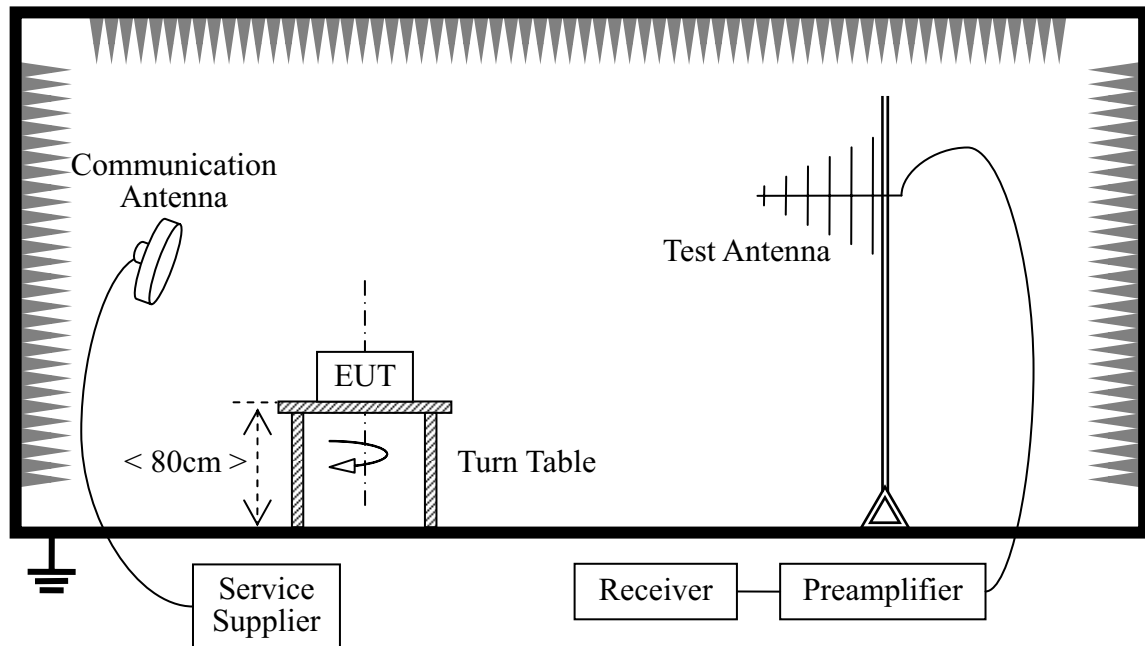 Communication
Antenna
Test Antenna
EUT
< 80cm >
Turn Table
Service
Supplier
Receiver
Preamplifier